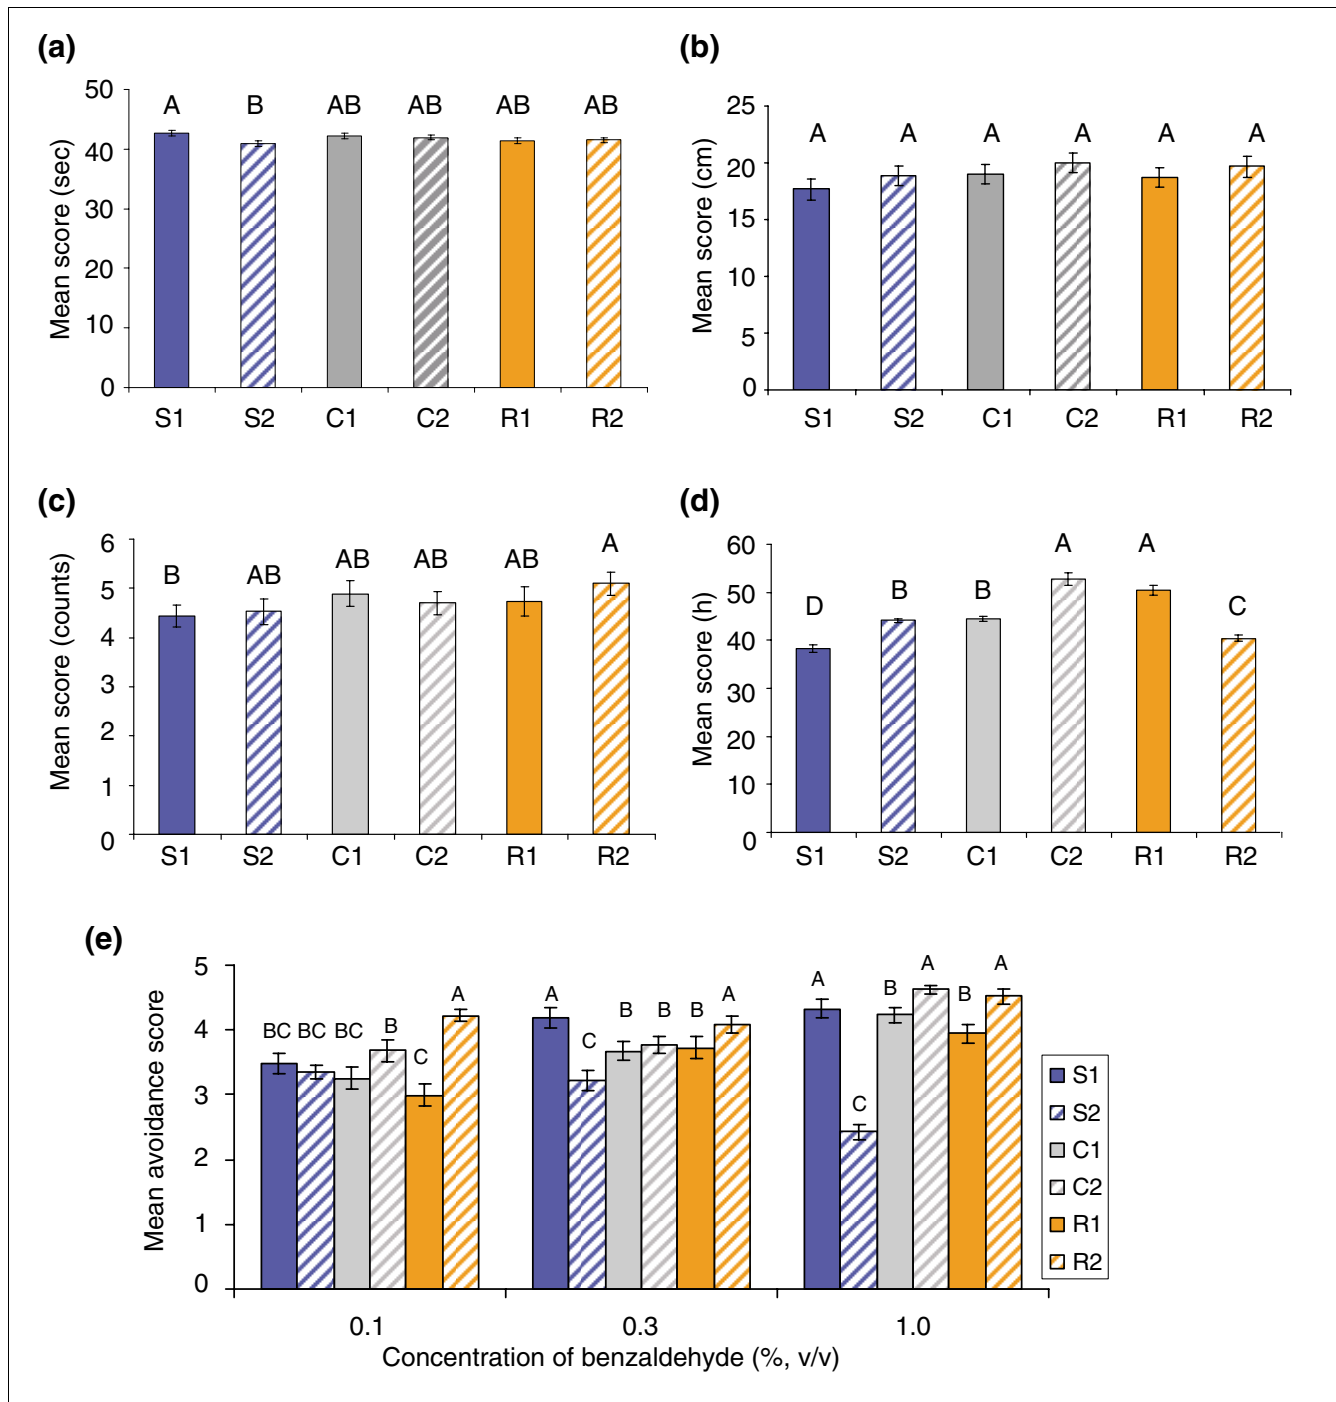 (a)
Mean score (sec)
50
40
30
20
10
0
A B AB AB AB AB
S1 S2 C1 C2 R1 R2
(b)
Mean score (cm)
25
20
15
10
5
0
A A A A A A
S1 S2 C1 C2 R1 R2
(c)
Mean score (counts)
6
5
4
3
2
1
0
B AB AB AB AB A
S1 S2 C1 C2 R1 R2
(d)
Mean score (h)
60
50
40
30
20
10
0
D B B A A C
S1 S2 C1 C2 R1 R2
(e)
Mean avoidance score
5
4
3
2
1
0
BC BC BC B C A
A C B B B A
A C B A B A
0.1 0.3 1.0
Concentration of benzaldehyde (%, v/v)
S1
S2
C1
C2
R1
R2